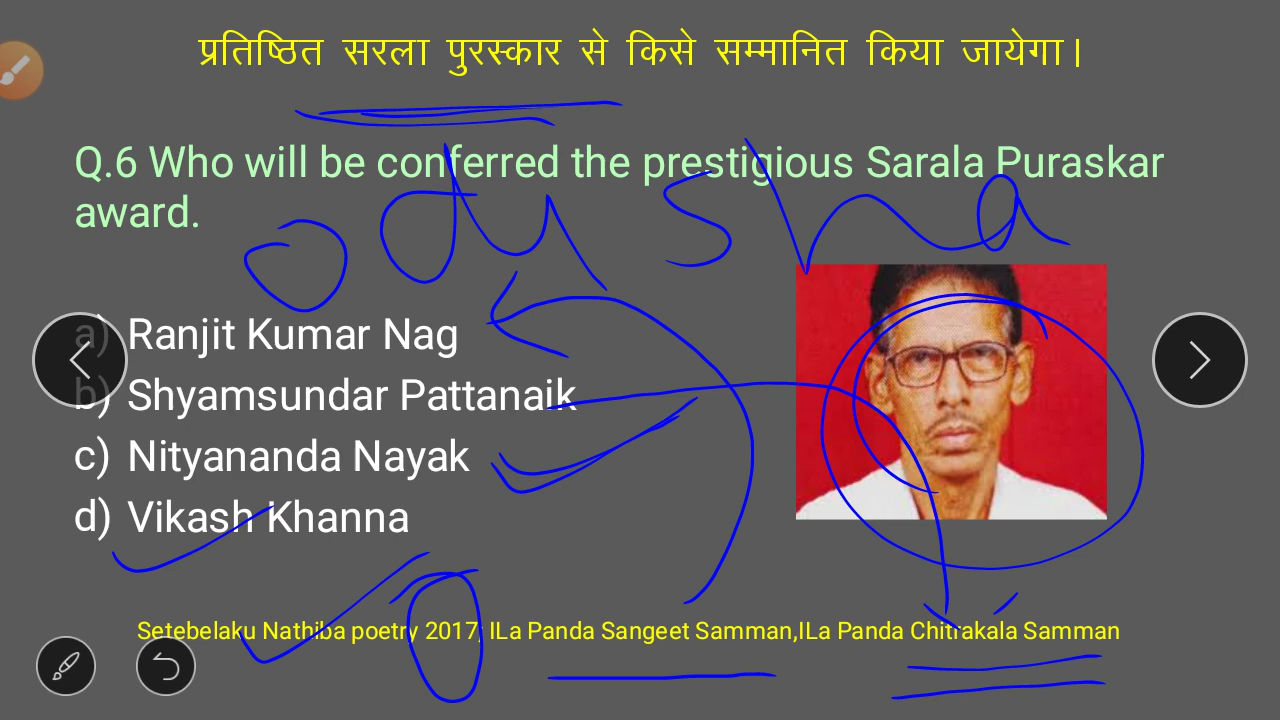 प्रतिष्ठित सरला पुरस्कार से किसे सम्मानित किया जायेगा।
Q.6 Who will be conferred the prestigious Sarala Puraskar
award.
Odysha
a) Ranjit Kumar Nag
b) Shyamsundar Pattanaik
c) Nityananda Nayak
d) Vikash Khanna
Setebelaku Nathiba poetry 2017, ILa Panda Sangeet Samman,ILa Panda Chitrakala Samman